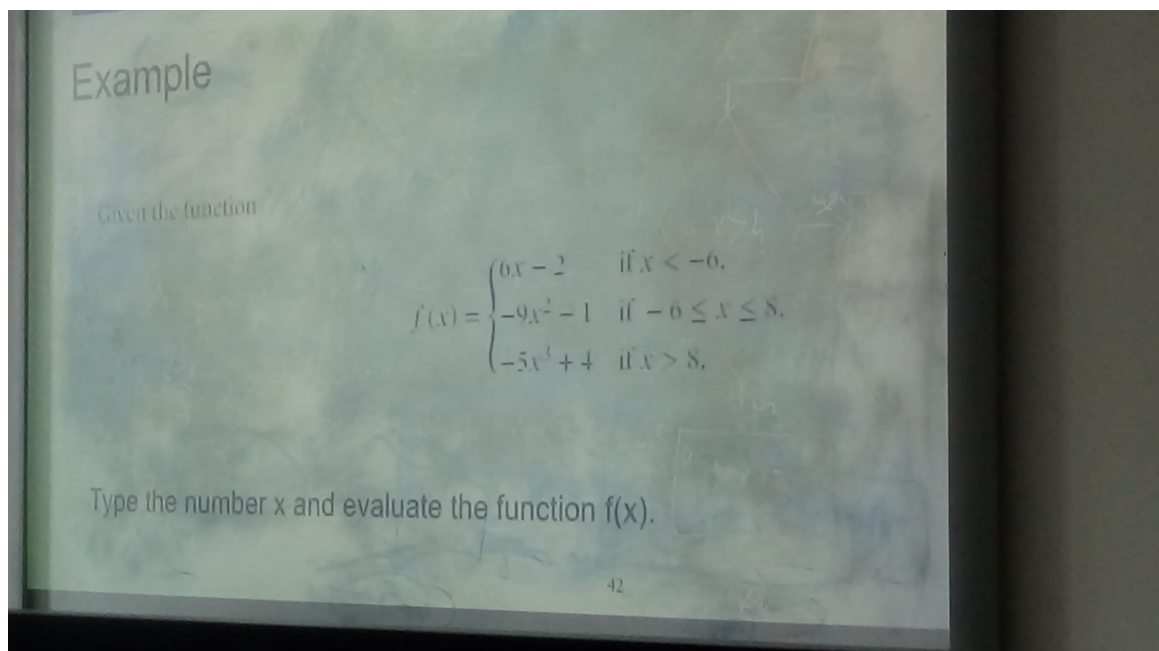 Example
Given the function
f(x) = { 6x − 2 if x < −6,
−9x² − 1 if −6 ≤ x ≤ 8,
−5x³ + 4 if x > 8,
Type the number x and evaluate the function f(x).
42